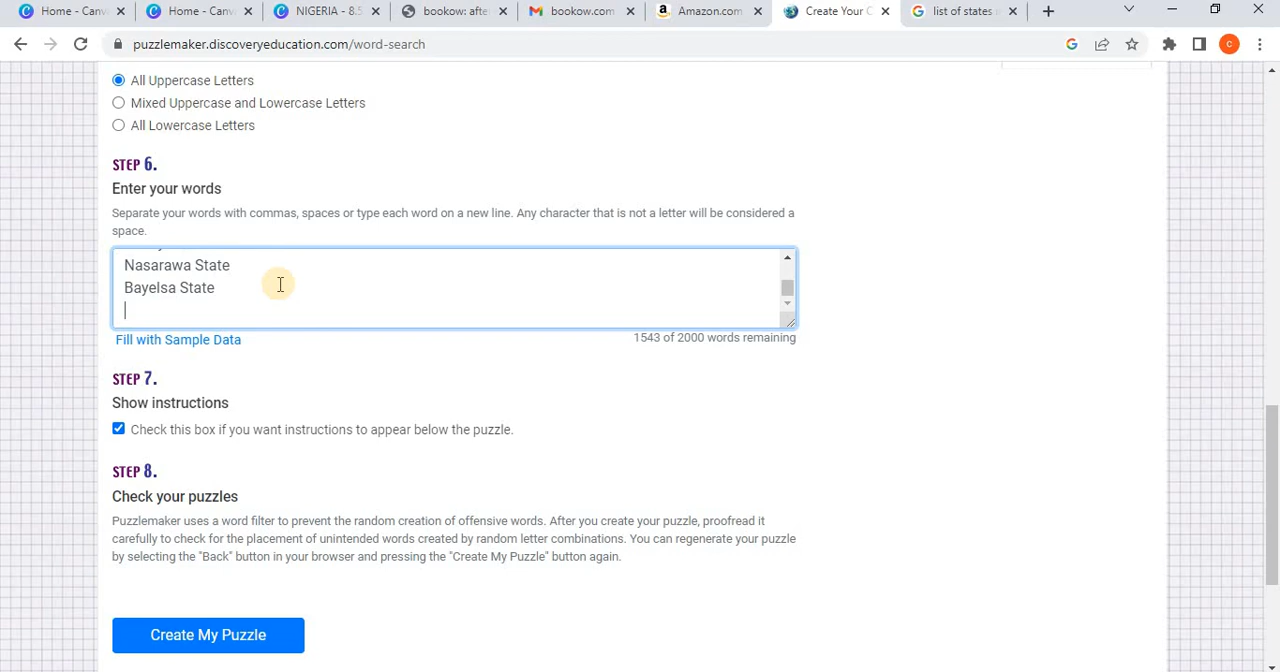 Home - Canv
Home - Canv
NIGERIA - 8.5
bookow: afte
bookow.com
Amazon.com
Create Your C
list of states
puzzlemaker.discoveryeducation.com/word-search
C
All Uppercase Letters
Mixed Uppercase and Lowercase Letters
All Lowercase Letters
STEP 6.
Enter your words
Separate your words with commas, spaces or type each word on a new line. Any character that is not a letter will be considered a
space.
Nasarawa State
Bayelsa State
Fill with Sample Data
1543 of 2000 words remaining
STEP 7.
Show instructions
Check this box if you want instructions to appear below the puzzle.
STEP 8.
Check your puzzles
Puzzlemaker uses a word filter to prevent the random creation of offensive words. After you create your puzzle, proofread it
carefully to check for the placement of unintended words created by random letter combinations. You can regenerate your puzzle
by selecting the "Back" button in your browser and pressing the "Create My Puzzle" button again.
Create My Puzzle